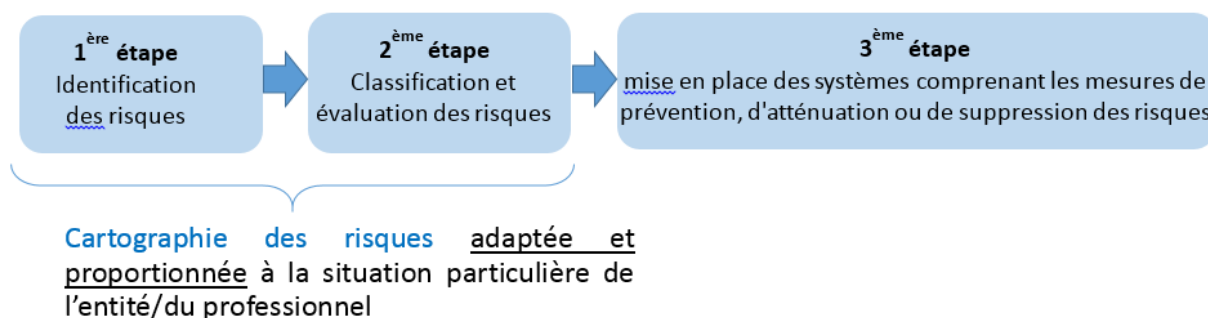 1ère étape
Identification
des risques
2ème étape
Classification et
évaluation des risques
3ème étape
mise en place des systèmes comprenant les mesures de
prévention, d'atténuation ou de suppression des risques
Cartographie des risques adaptée et
proportionnée à la situation particulière de
l'entité/du professionnel